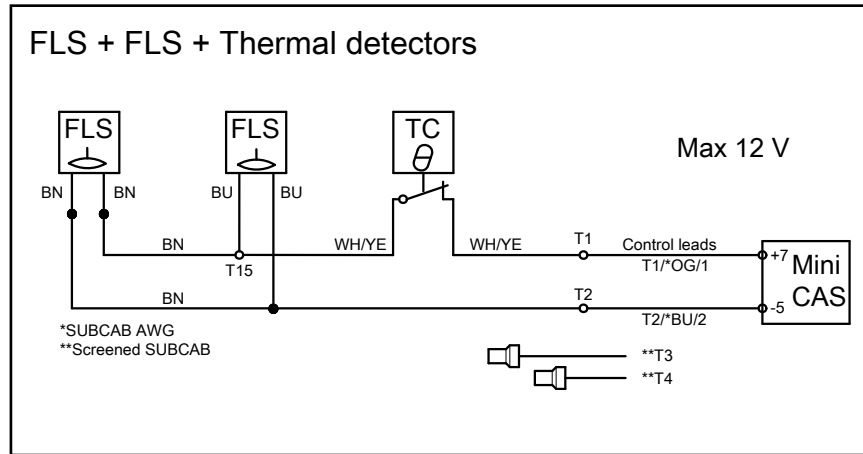 FLS + FLS + Thermal detectors
FLS
FLS
TC
Max 12 V
BN
BN
BU
BU
BN
T15
WH/YE
WH/YE
T1
Control leads
T1/*OG/1
+7
Mini
CAS
BN
T2
T2/*BU/2
-5
*SUBCAB AWG
**Screened SUBCAB
**T3
**T4